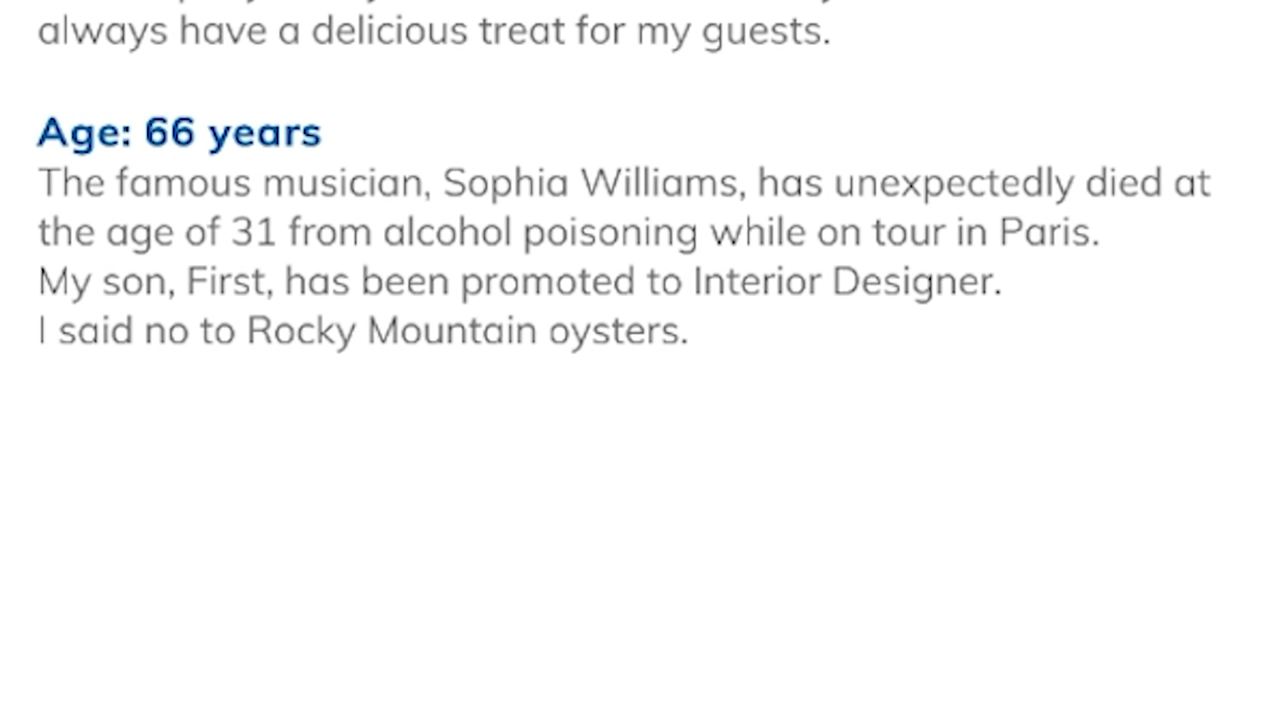 always have a delicious treat for my guests.
Age: 66 years
The famous musician, Sophia Williams, has unexpectedly died at
the age of 31 from alcohol poisoning while on tour in Paris.
My son, First, has been promoted to Interior Designer.
I said no to Rocky Mountain oysters.